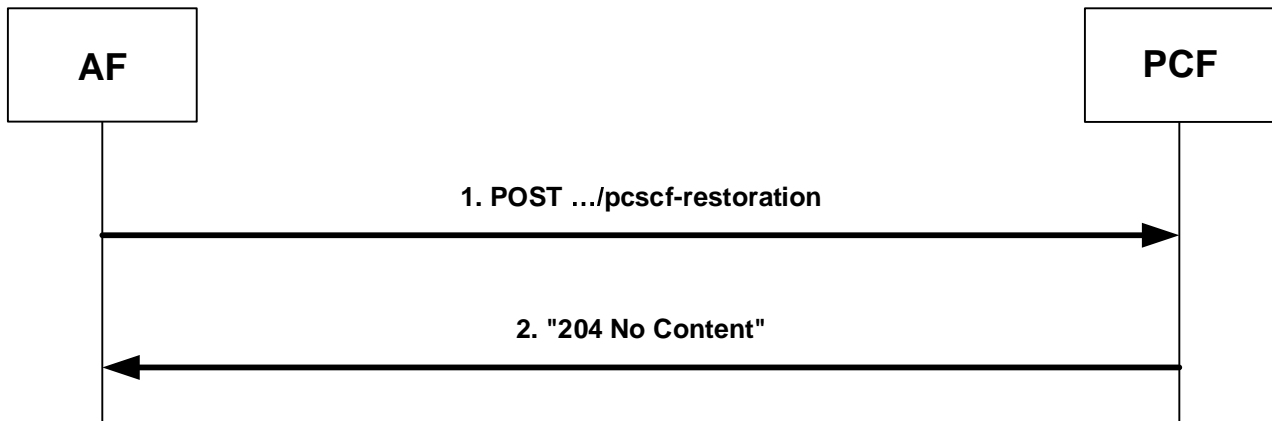 AF
PCF
1. POST …/pcscf-restoration
2. "204 No Content"